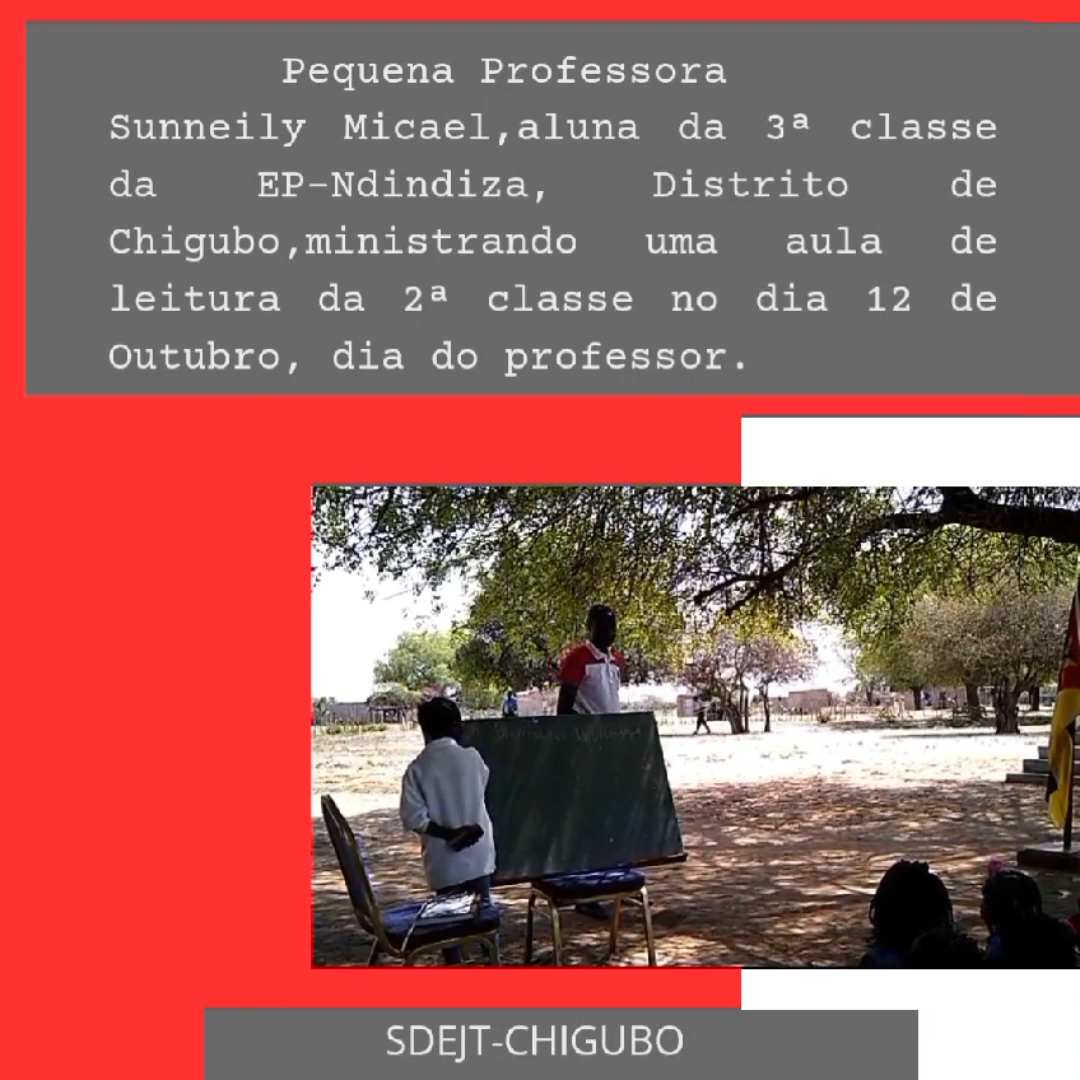 Pequena Professora
Sunneily Micael,aluna da 3ª classe
da EP-Ndindiza, Distrito de
Chigubo,ministrando uma aula de
leitura da 2ª classe no dia 12 de
Outubro, dia do professor.
SDEJT-CHIGUBO